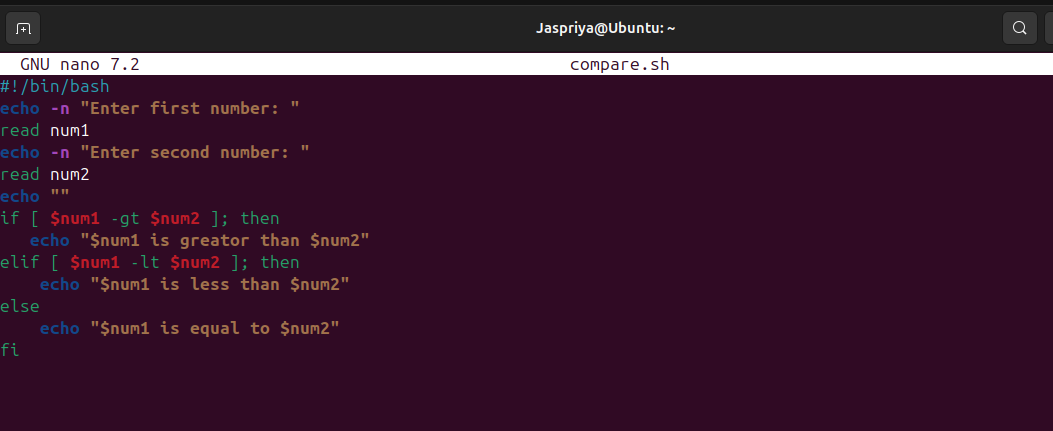 Jaspriya@Ubuntu: ~
GNU nano 7.2 compare.sh
#!/bin/bash
echo -n "Enter first number: "
read num1
echo -n "Enter second number: "
read num2
echo ""
if [ $num1 -gt $num2 ]; then
   echo "$num1 is greator than $num2"
elif [ $num1 -lt $num2 ]; then
    echo "$num1 is less than $num2"
else
    echo "$num1 is equal to $num2"
fi